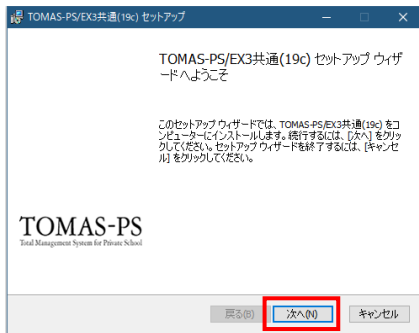 TOMAS-PS/EX3共通(19c) セットアップ
TOMAS-PS/EX3共通(19c) セットアップ ウィザ
ードへようこそ
このセットアップ ウィザードでは、TOMAS-PS/EX3共通(19c) をコ
ンピューターにインストールします。続行するには、[次へ] をクリッ
クしてください。セットアップ ウィザードを終了するには、[キャンセ
ル] をクリックしてください。
TOMAS-PS
Total Management System for Private School
戻る(B)
次へ(N)
キャンセル